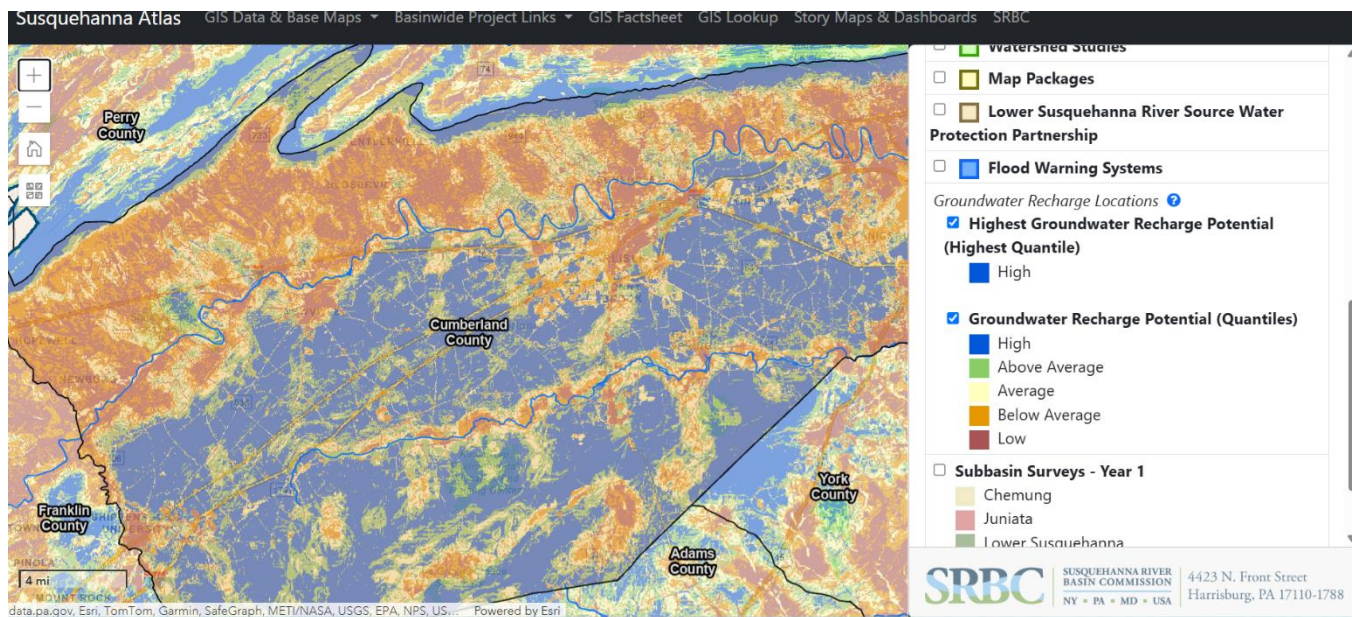 Susquehanna Atlas GIS Data & Base Maps Basinwide Project Links GIS Factsheet GIS Lookup Story Maps & Dashboards SRBC
74
Perry
County
944
Cumberland
County
Franklin
County
York
County
Adams
County
PINOLA
MOUNT ROCK
4 mi
data.pa.gov, Esri, TomTom, Garmin, SafeGraph, METI/NASA, USGS, EPA, NPS, US... Powered by Esri
Watershed Studies
Map Packages
Lower Susquehanna River Source Water
Protection Partnership
Flood Warning Systems
Groundwater Recharge Locations ?
Highest Groundwater Recharge Potential
(Highest Quantile)
High
Groundwater Recharge Potential (Quantiles)
High
Above Average
Average
Below Average
Low
Subbasin Surveys - Year 1
Chemung
Juniata
Lower Susquehanna
SRBC
SUSQUEHANNA RIVER
BASIN COMMISSION
NY ▪ PA ▪ MD ▪ USA
4423 N. Front Street
Harrisburg, PA 17110-1788